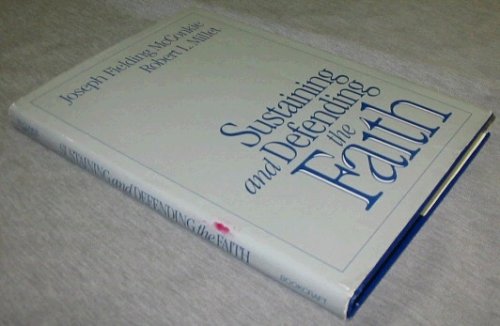 Joseph Fielding McConkie
Robert L. Millet
Sustaining
and Defending
the
Faith
SUSTAINING and DEFENDING the FAITH
BOOKCRAFT